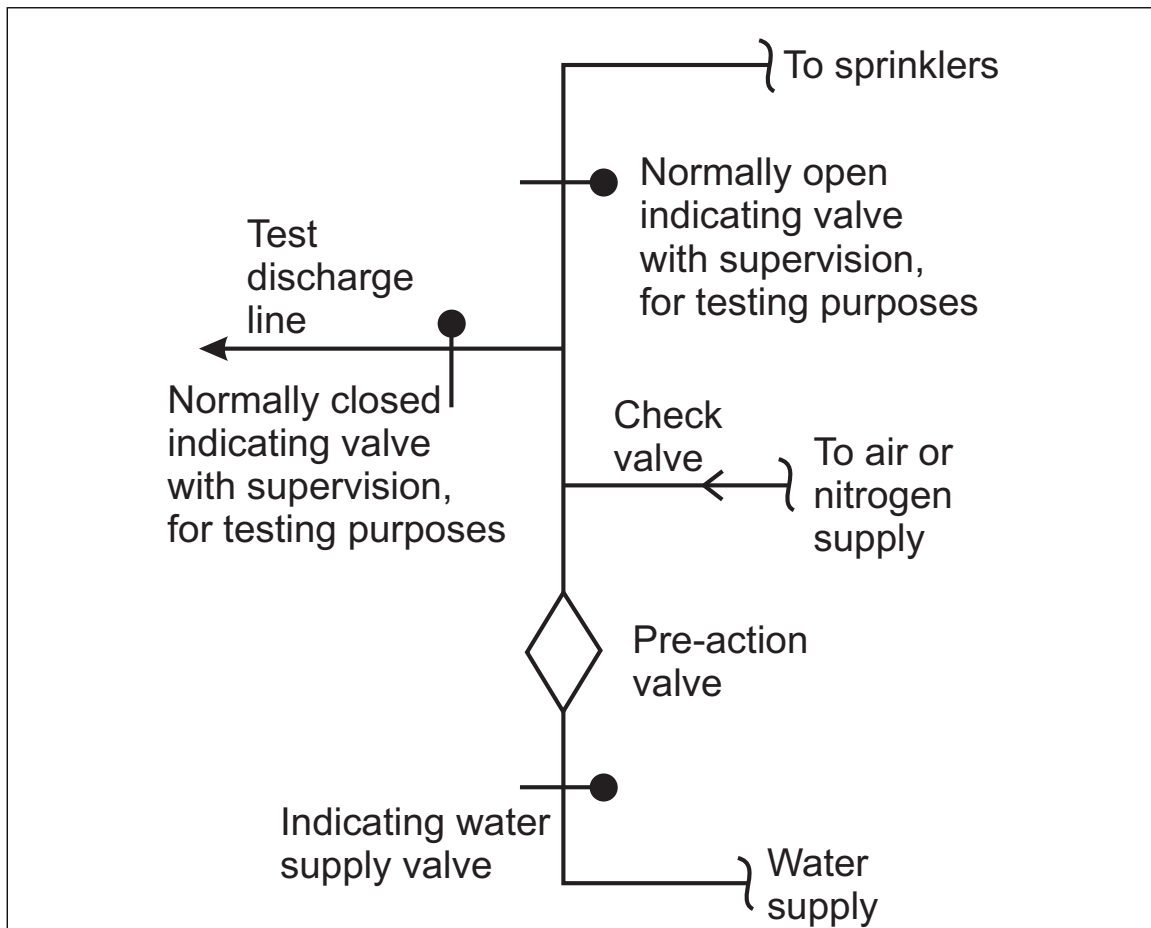 To sprinklers
Normally open
indicating valve
with supervision,
for testing purposes
Test
discharge
line
Normally closed
indicating valve
with supervision,
for testing purposes
Check
valve
To air or
nitrogen
supply
Pre-action
valve
Indicating water
supply valve
Water
supply